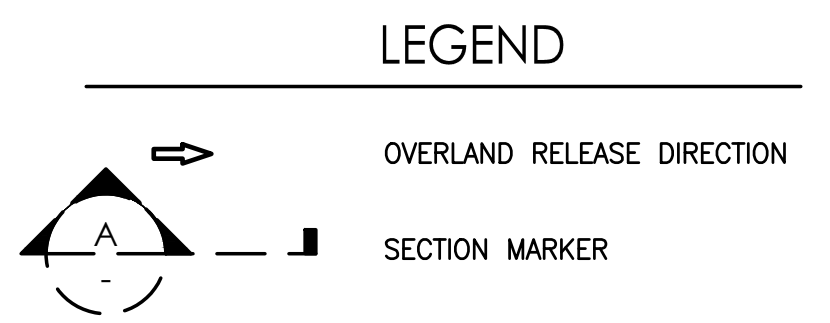 LEGEND
OVERLAND RELEASE DIRECTION
A
SECTION MARKER
-